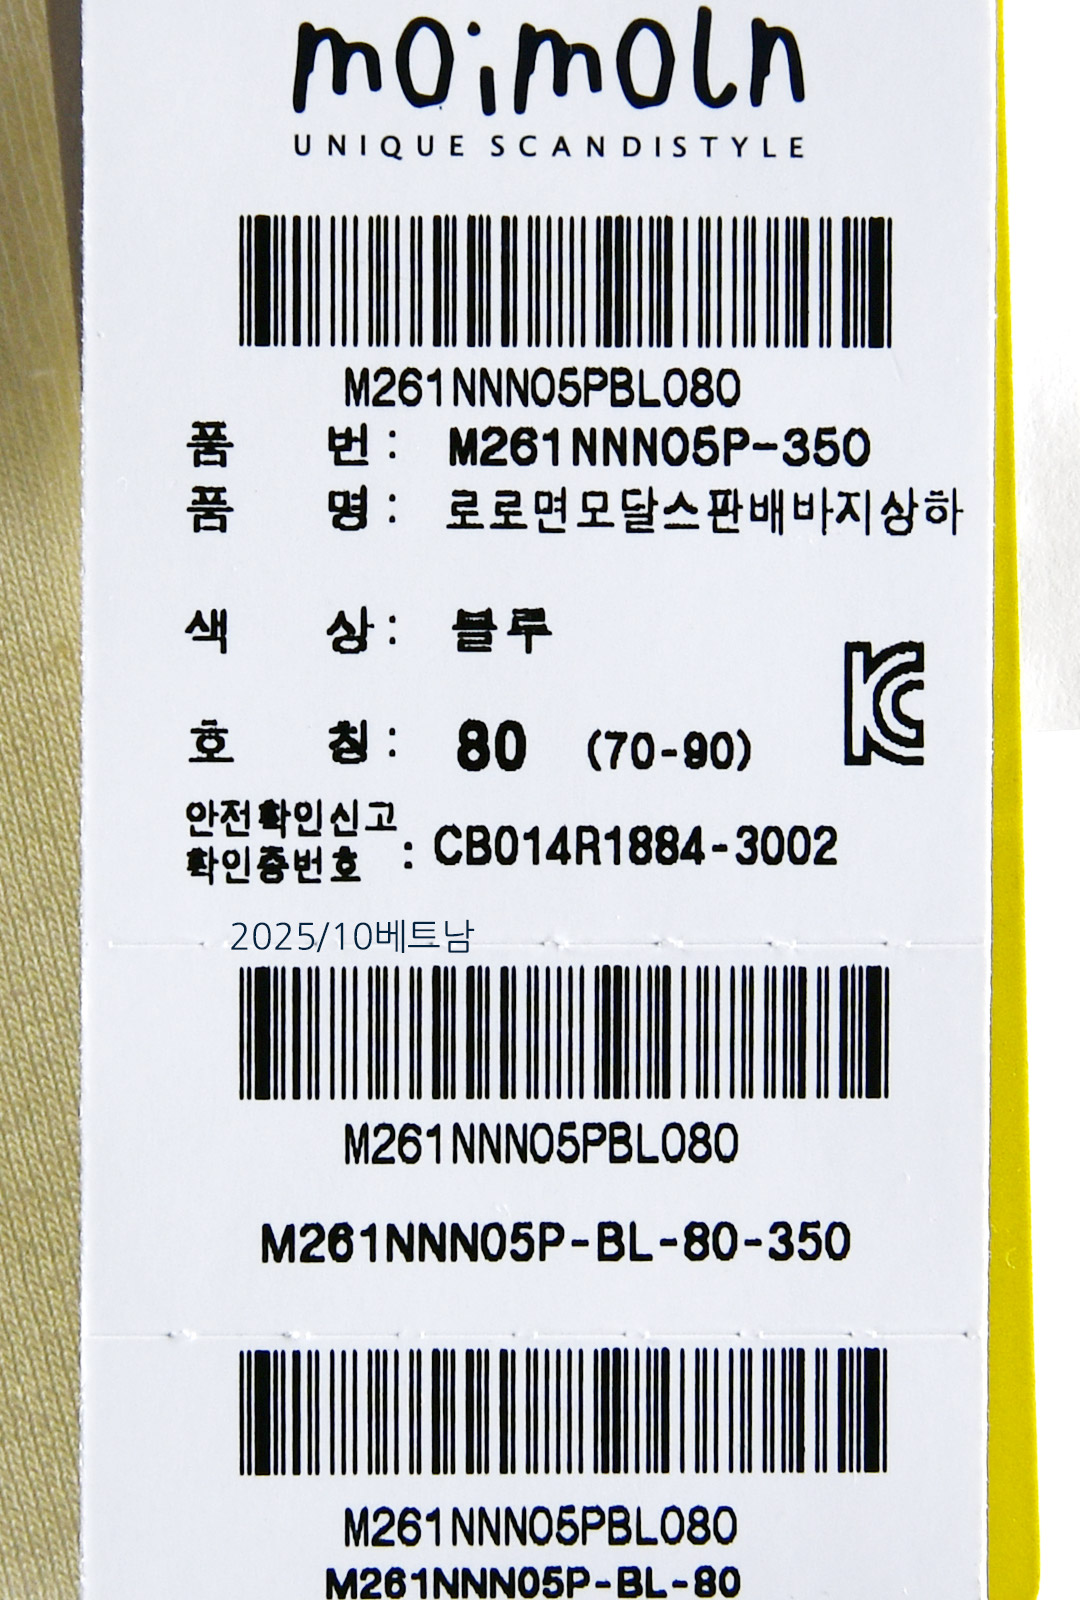 moimoln
UNIQUE SCANDISTYLE
M261NNN05PBL080
품 번: M261NNN05P-350
품 명: 로로면모달스판배바지상하
색 상: 블루
호 칭: 80 (70-90)
안전확인신고
확인증번호 : CB014R1884-3002
2025/10베트남
M261NNN05PBL080
M261NNN05P-BL-80-350
M261NNN05PBL080
M261NNN05P-BL-80